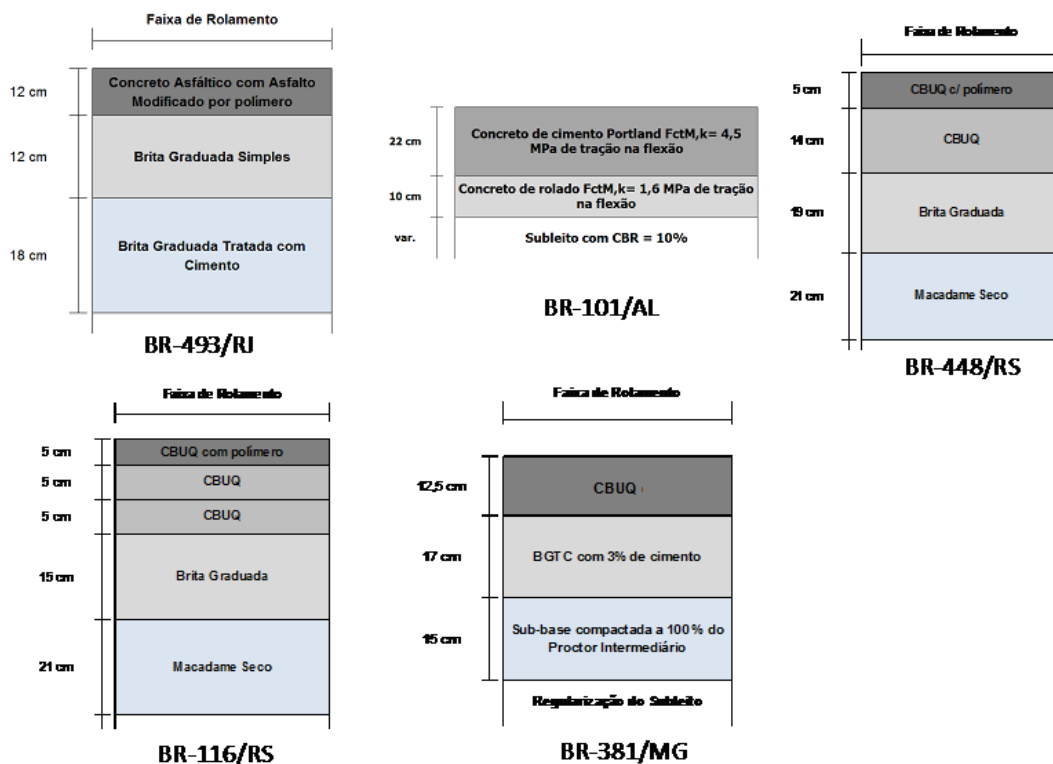 Faixa de Rolamento
12 cm
Concreto Asfáltico com Asfalto
Modificado por polímero
12 cm
Brita Graduada Simples
18 cm
Brita Graduada Tratada com
Cimento
BR-493/RJ
22 cm
Concreto de cimento Portland FctM,k= 4,5
MPa de tração na flexão
10 cm
Concreto de rolado FctM,k= 1,6 MPa de tração
na flexão
var.
Subleito com CBR = 10%
BR-101/AL
Faixa de Rolamento
5 cm
CBUQ c/ polímero
14 cm
CBUQ
19 cm
Brita Graduada
21 cm
Macadame Seco
BR-448/RS
Faixa de Rolamento
5 cm
CBUQ com polímero
5 cm
CBUQ
5 cm
CBUQ
15 cm
Brita Graduada
21 cm
Macadame Seco
BR-116/RS
Faixa de Rolamento
12,5 cm
CBUQ
17 cm
BGTC com 3% de cimento
15 cm
Sub-base compactada a 100% do
Proctor Intermediário
Regularização do Subleito
BR-381/MG